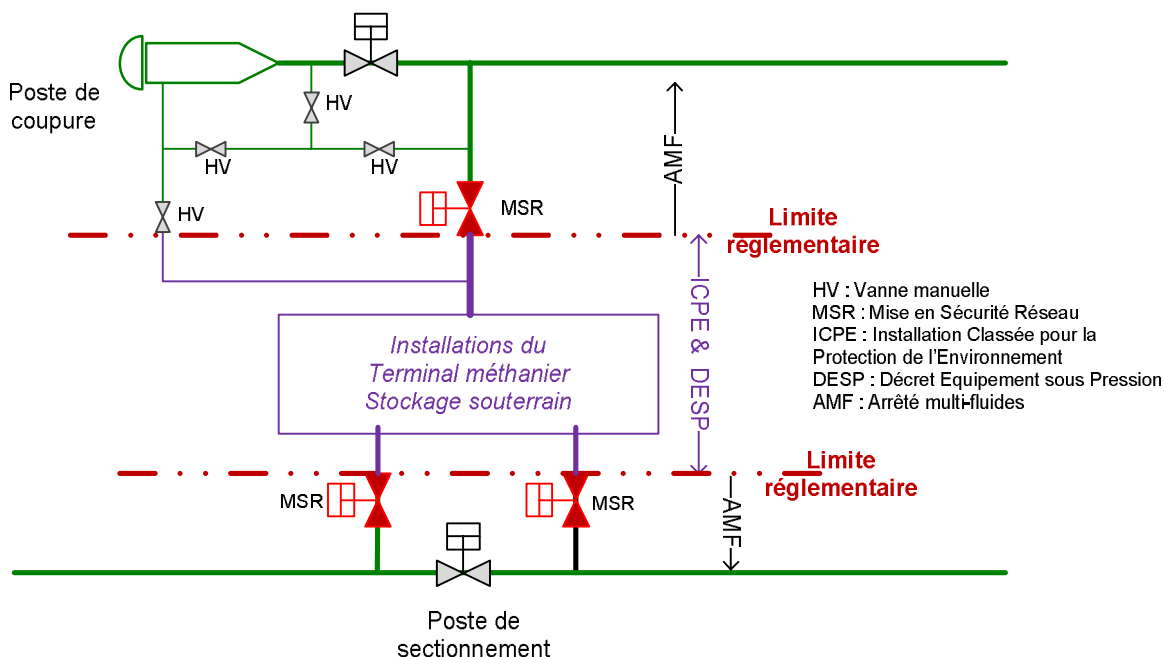 Poste de
coupure
HV
HV
HV
HV
MSR
AMF
Limite
réglementaire
ICPE & DESP
HV : Vanne manuelle
MSR : Mise en Sécurité Réseau
ICPE : Installation Classée pour la
Protection de l'Environnement
DESP : Décret Equipement sous Pression
AMF : Arrêté multi-fluides
Installations du
Terminal méthanier
Stockage souterrain
Limite
réglementaire
MSR
MSR
AMF
Poste de
sectionnement